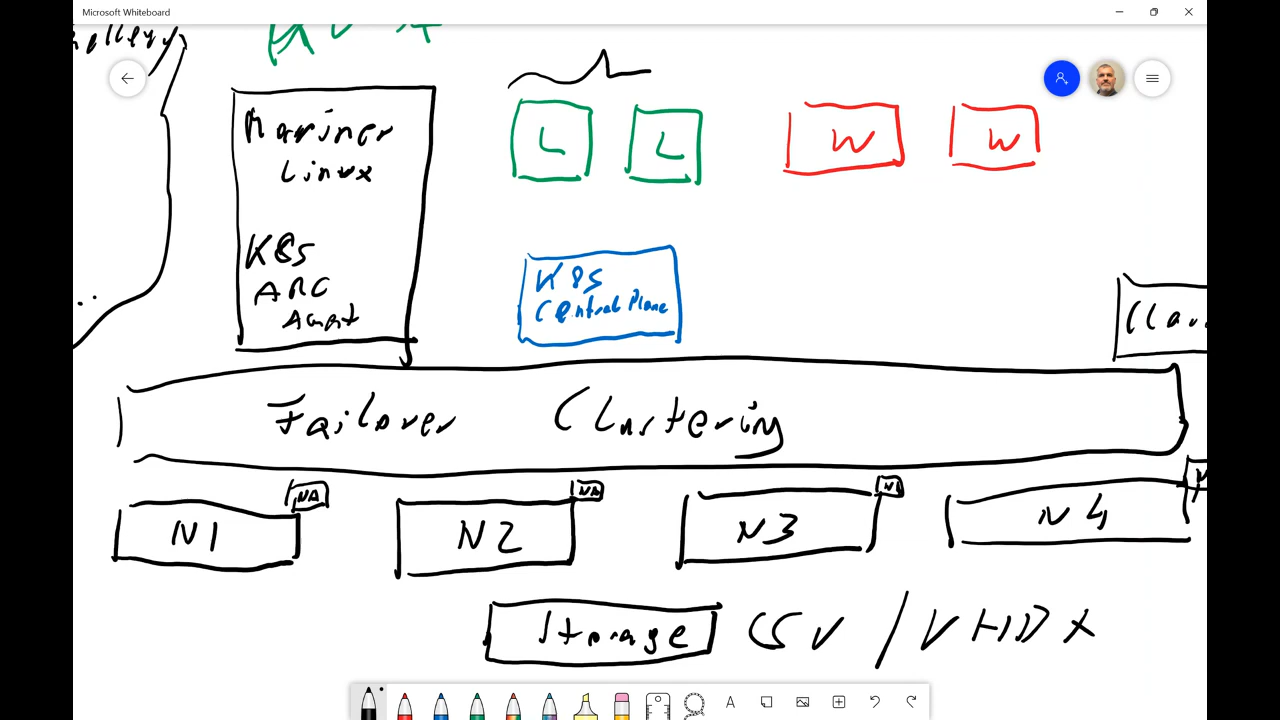 Microsoft Whiteboard
L L W W
Mariner
Linux
K8S
ARC
Agent
K8S
Control Plane
Failover Clustering
NA NA
N1 N2 N3 N4
Storage CSV / VHDX
A